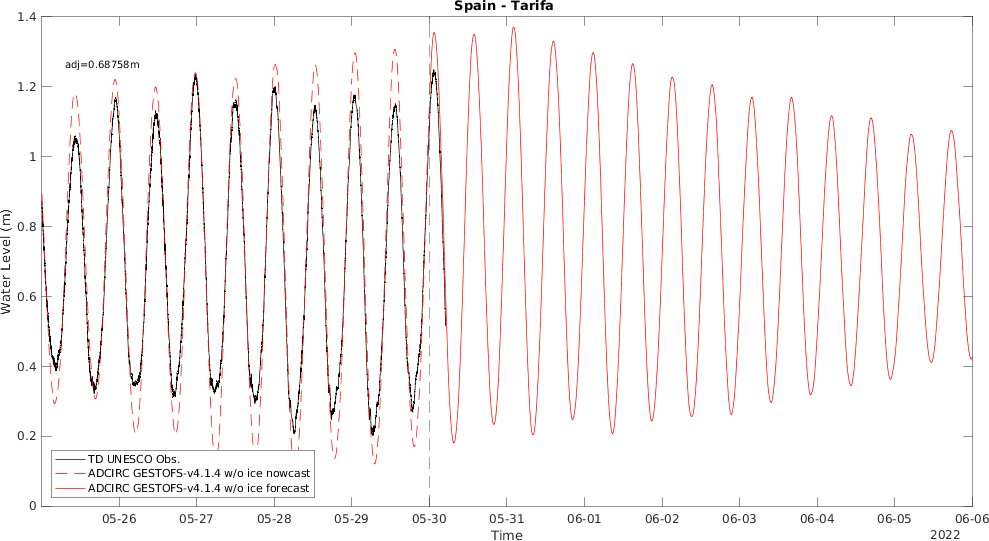 Spain - Tarifa
adj=0.68758m
Water Level (m)
1.4
1.2
1
0.8
0.6
0.4
0.2
0
TD UNESCO Obs.
ADCIRC GESTOFS-v4.1.4 w/o ice nowcast
ADCIRC GESTOFS-v4.1.4 w/o ice forecast
05-26 05-27 05-28 05-29 05-30 05-31 06-01 06-02 06-03 06-04 06-05 06-06
Time
2022